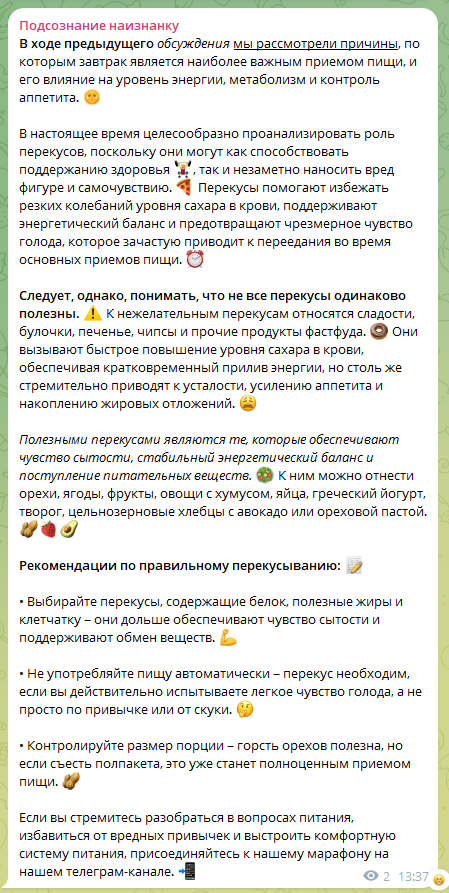 Подсознание наизнанку
В ходе предыдущего обсуждения мы рассмотрели причины, по
которым завтрак является наиболее важным приемом пищи, и
его влияние на уровень энергии, метаболизм и контроль
аппетита. 🌞
В настоящее время целесообразно проанализировать роль
перекусов, поскольку они могут как способствовать
поддержанию здоровья 🏋️‍♀️, так и незаметно наносить вред
фигуре и самочувствию. 🍕 Перекусы помогают избежать
резких колебаний уровня сахара в крови, поддерживают
энергетический баланс и предотвращают чрезмерное чувство
голода, которое зачастую приводит к переедания во время
основных приемов пищи. ⏰
Следует, однако, понимать, что не все перекусы одинаково
полезны. ⚠️ К нежелательным перекусам относятся сладости,
булочки, печенье, чипсы и прочие продукты фастфуда. 🍩 Они
вызывают быстрое повышение уровня сахара в крови,
обеспечивая кратковременный прилив энергии, но столь же
стремительно приводят к усталости, усилению аппетита и
накоплению жировых отложений. 😩
Полезными перекусами являются те, которые обеспечивают
чувство сытости, стабильный энергетический баланс и
поступление питательных веществ. 🥗 К ним можно отнести
орехи, ягоды, фрукты, овощи с хумусом, яйца, греческий йогурт,
творог, цельнозерновые хлебцы с авокадо или ореховой пастой.
🥜🍓🥑
Рекомендации по правильному перекусыванию: 📝
• Выбирайте перекусы, содержащие белок, полезные жиры и
клетчатку – они дольше обеспечивают чувство сытости и
поддерживают обмен веществ. 💪
• Не употребляйте пищу автоматически – перекус необходим,
если вы действительно испытываете легкое чувство голода, а не
просто по привычке или от скуки. 🤔
• Контролируйте размер порции – горсть орехов полезна, но
если съесть полпакета, это уже станет полноценным приемом
пищи. 🥜
Если вы стремитесь разобраться в вопросах питания,
избавиться от вредных привычек и выстроить комфортную
систему питания, присоединяйтесь к нашему марафону на
нашем телеграм-канале. 📲
2 13:37